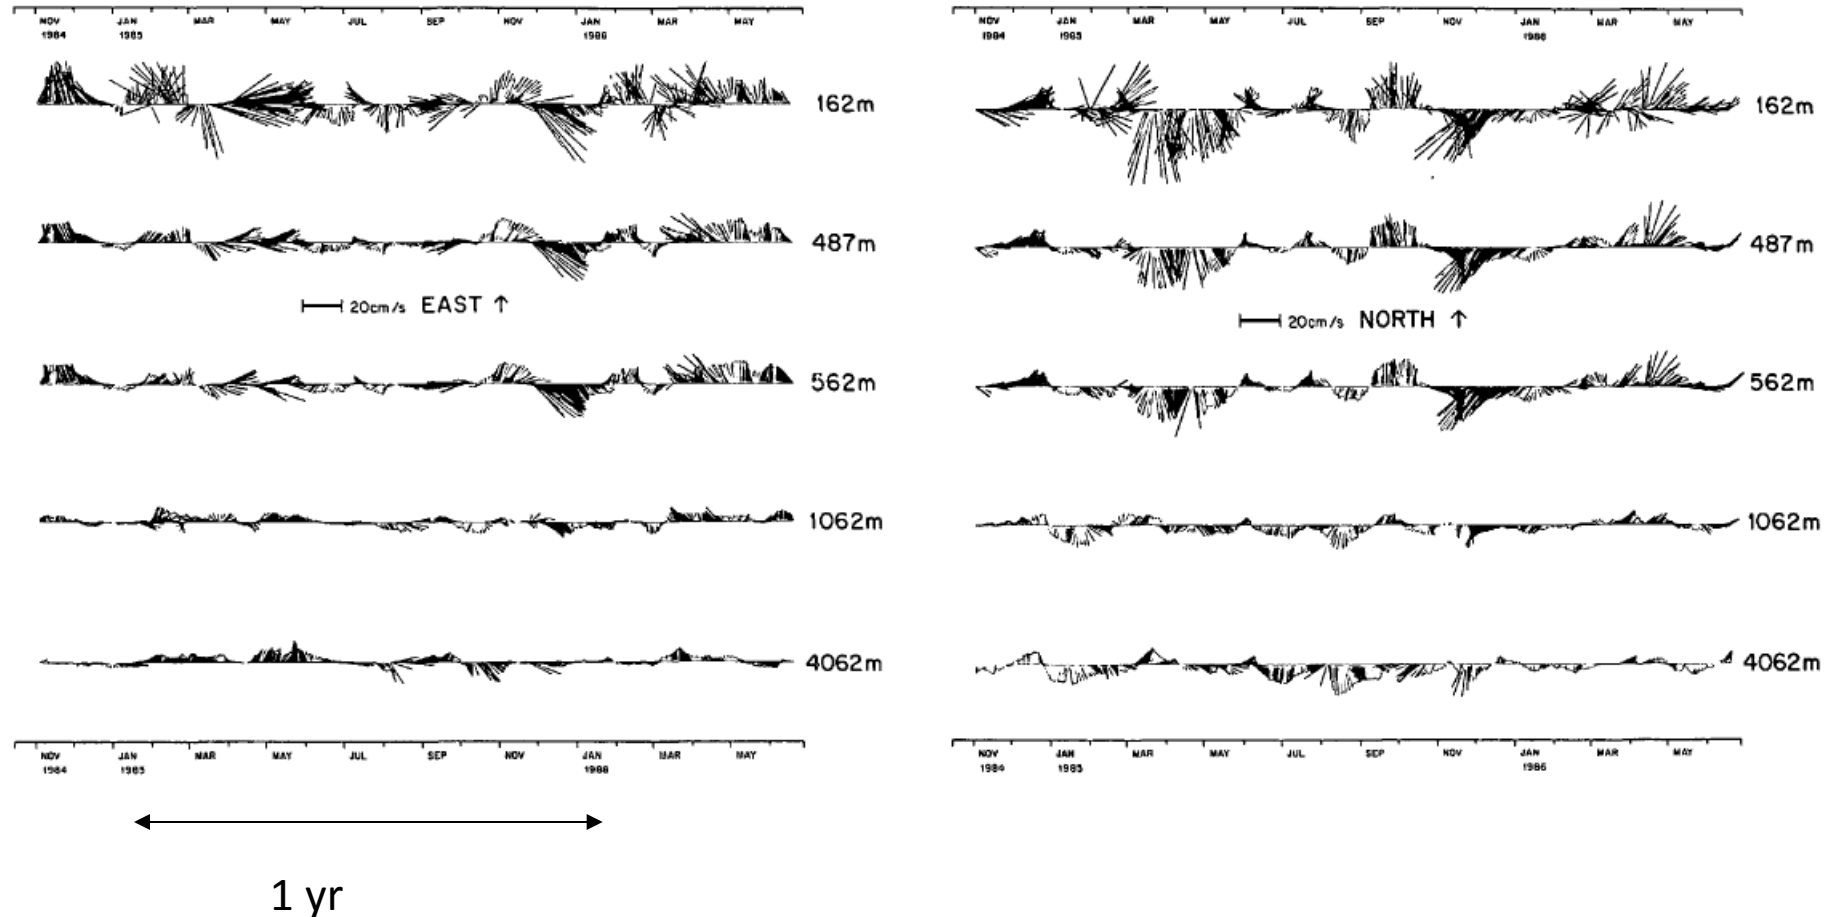 NOV JAN MAR MAY JUL SEP NOV JAN MAR MAY
1984 1985 1986
162m
487m
20cm/s EAST ↑
562m
1062m
4062m
NOV JAN MAR MAY JUL SEP NOV JAN MAR MAY
1984 1985 1986
1 yr
NOV JAN MAR MAY JUL SEP NOV JAN MAR MAY
1984 1985 1986
162m
487m
20cm/s NORTH ↑
562m
1062m
4062m
NOV JAN MAR MAY JUL SEP NOV JAN MAR MAY
1984 1985 1986